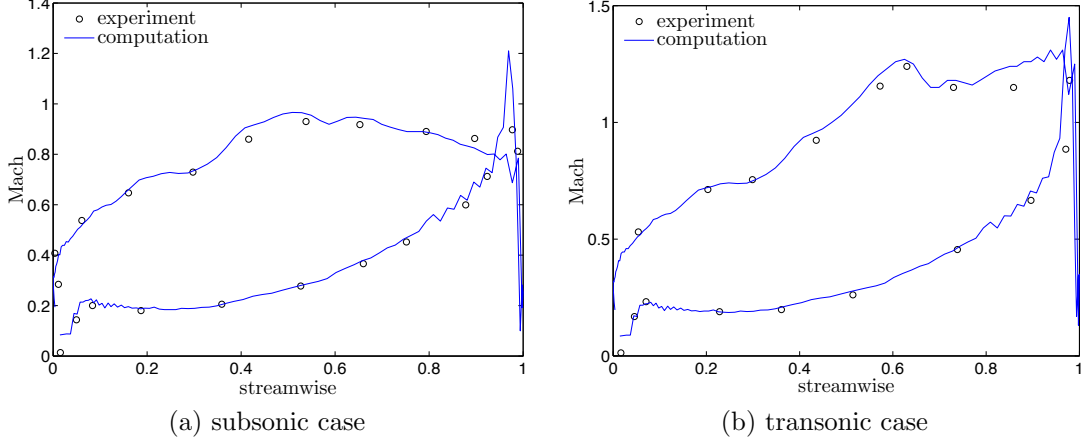 1.4
1.2
1
0.8
0.6
0.4
0.2
0
Mach
experiment
computation
0 0.2 0.4 0.6 0.8 1
streamwise
(a) subsonic case
1.5
1
0.5
0
Mach
experiment
computation
0 0.2 0.4 0.6 0.8 1
streamwise
(b) transonic case